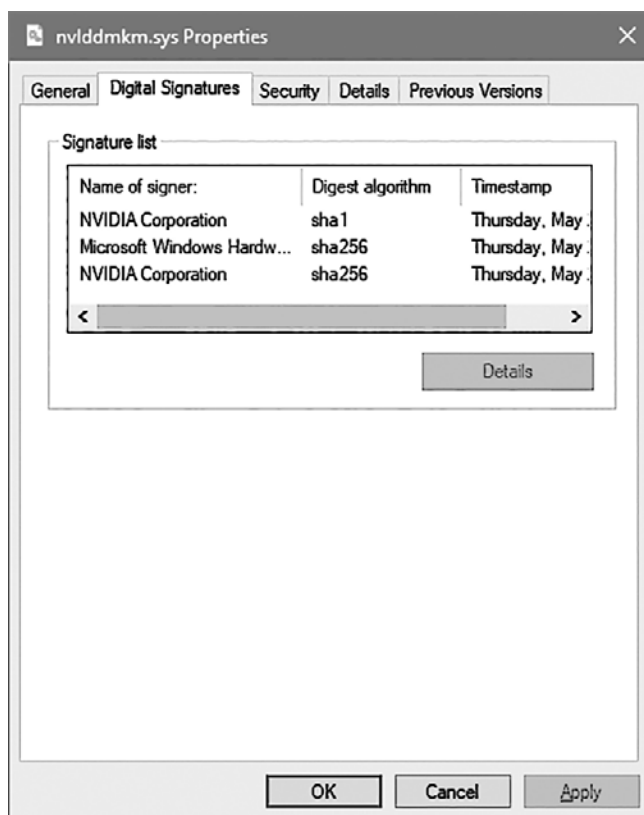 nvlddmkm.sys Properties
General Digital Signatures Security Details Previous Versions
Signature list
Name of signer: Digest algorithm Timestamp
NVIDIA Corporation sha1 Thursday, May
Microsoft Windows Hardw... sha256 Thursday, May
NVIDIA Corporation sha256 Thursday, May
Details
OK Cancel Apply